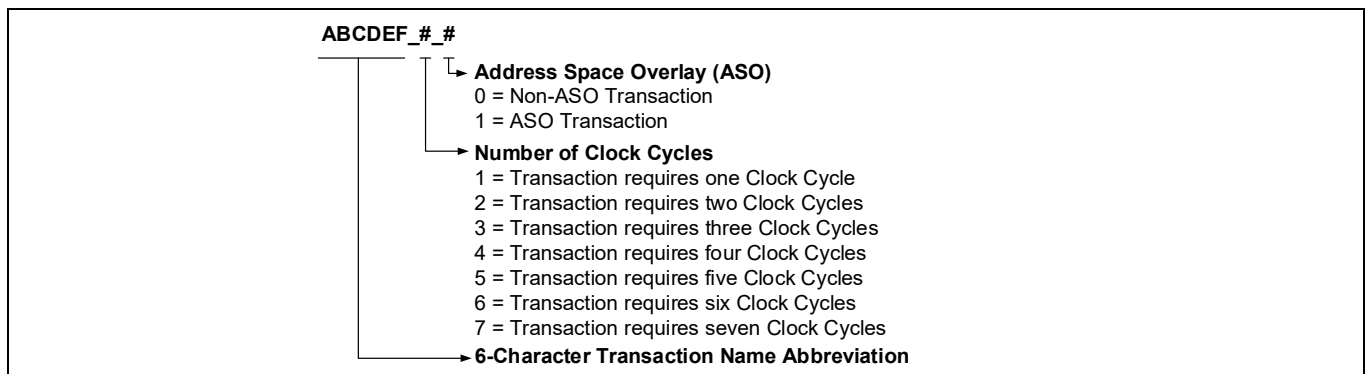 ABCDEF_#_#
Address Space Overlay (ASO)
0 = Non-ASO Transaction
1 = ASO Transaction
Number of Clock Cycles
1 = Transaction requires one Clock Cycle
2 = Transaction requires two Clock Cycles
3 = Transaction requires three Clock Cycles
4 = Transaction requires four Clock Cycles
5 = Transaction requires five Clock Cycles
6 = Transaction requires six Clock Cycles
7 = Transaction requires seven Clock Cycles
6-Character Transaction Name Abbreviation